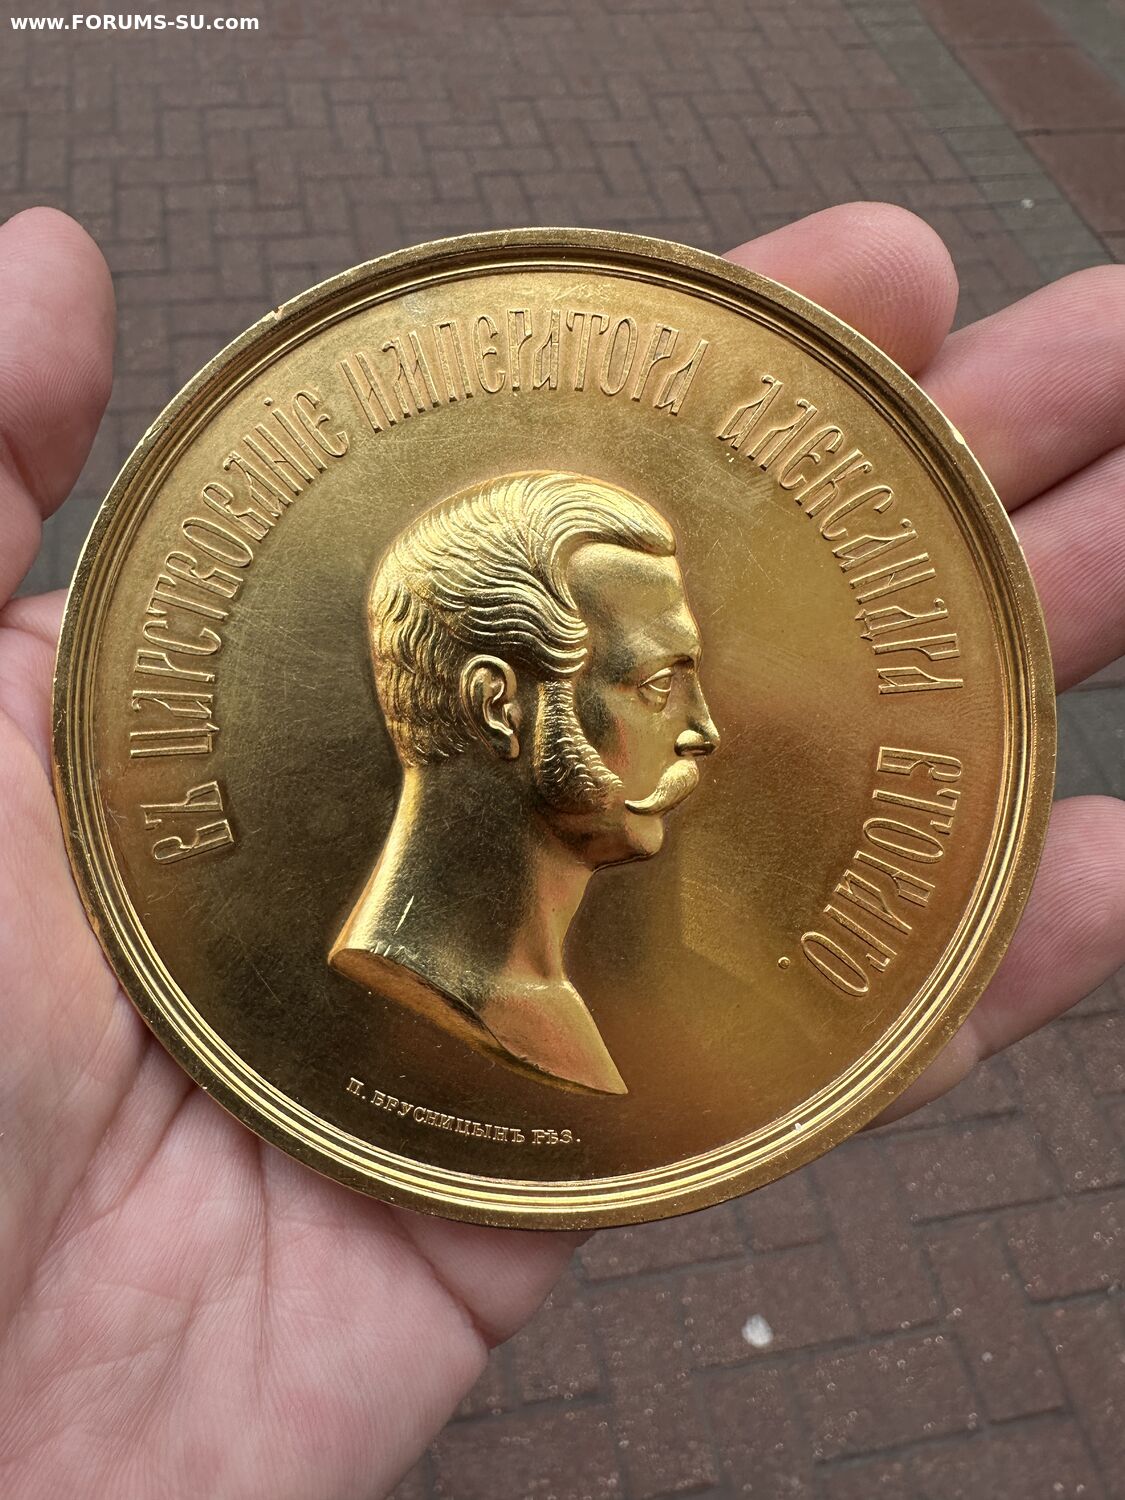 www.FORUMS-SU.com
ВЪ ЦАРСТВОВАНІЕ ИМПЕРАТОРА АЛЕКСАНДРА ВТОРАГО
П. БРУСНИЦЫНЪ РѢЗ.